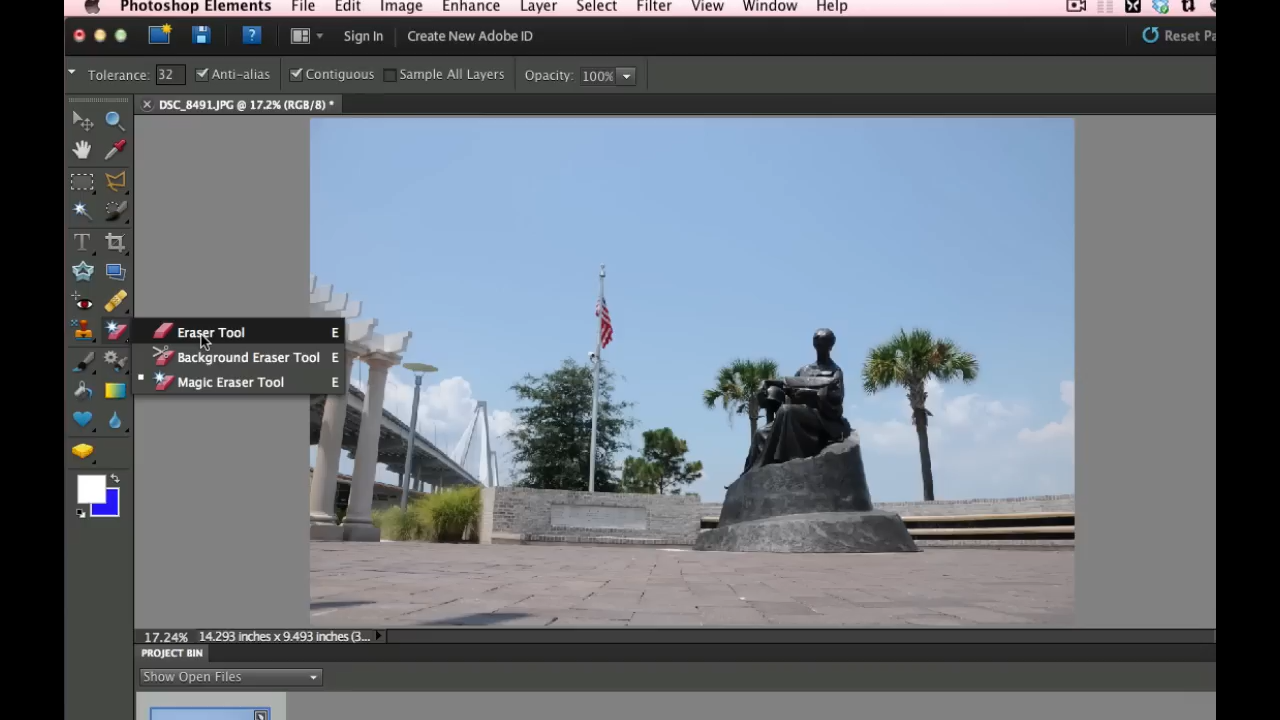 Photoshop Elements File Edit Image Enhance Layer Select Filter View Window Help
Sign In Create New Adobe ID Reset Pa
Tolerance: 32 Anti-alias Contiguous Sample All Layers Opacity: 100%
DSC_8491.JPG @ 17.2% (RGB/8) *
Eraser Tool E
Background Eraser Tool E
Magic Eraser Tool E
17.24% 14.293 inches x 9.493 inches (3...
PROJECT BIN
Show Open Files